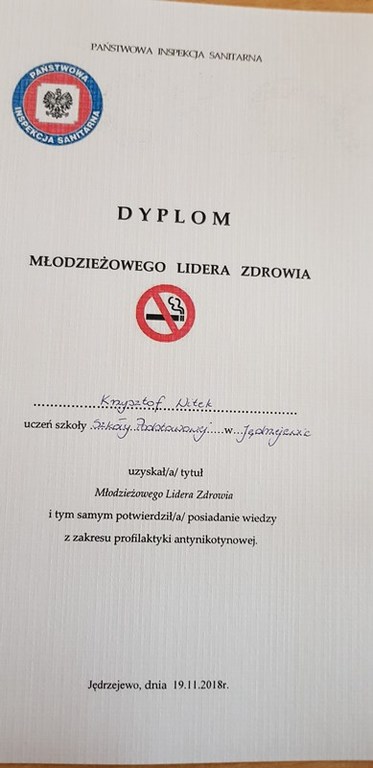 PAŃSTWOWA INSPEKCJA SANITARNA
PAŃSTWOWA
INSPEKCJA SANITARNA
DYPLOM
MŁODZIEŻOWEGO LIDERA ZDROWIA
Krzysztof Nitek
uczeń szkoły Szkoły Podstawowej w Jędrzejewie
uzyskał/a/ tytuł
Młodzieżowego Lidera Zdrowia
i tym samym potwierdził/a/ posiadanie wiedzy
z zakresu profilaktyki antynikotynowej.
Jędrzejewo, dnia 19.11.2018r.